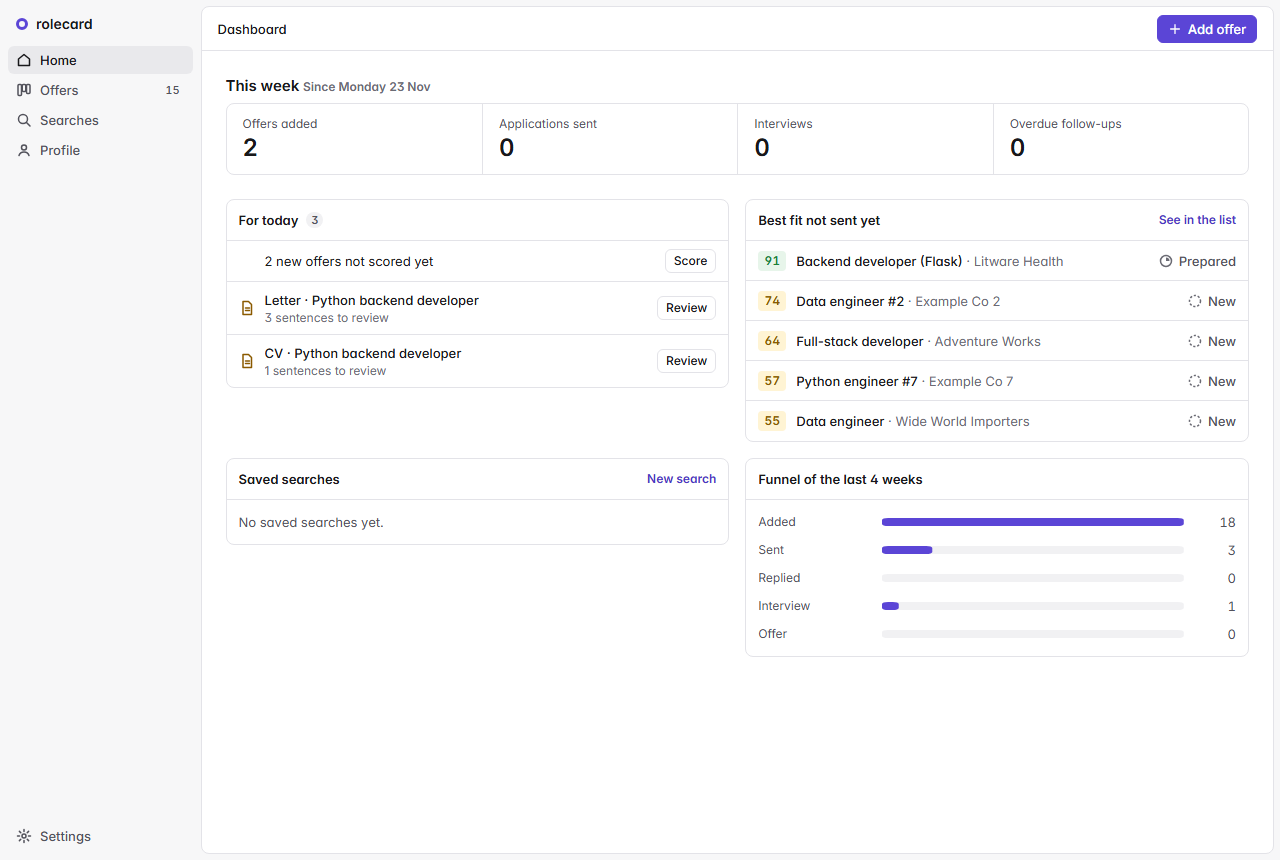 rolecard
Home
Offers 15
Searches
Profile
Settings
Dashboard
Add offer
This week Since Monday 23 Nov
Offers added
2
Applications sent
0
Interviews
0
Overdue follow-ups
0
For today 3
2 new offers not scored yet
Score
Letter · Python backend developer
3 sentences to review
Review
CV · Python backend developer
1 sentences to review
Review
Best fit not sent yet
See in the list
91 Backend developer (Flask) · Litware Health Prepared
74 Data engineer #2 · Example Co 2 New
64 Full-stack developer · Adventure Works New
57 Python engineer #7 · Example Co 7 New
55 Data engineer · Wide World Importers New
Saved searches
New search
No saved searches yet.
Funnel of the last 4 weeks
Added 18
Sent 3
Replied 0
Interview 1
Offer 0